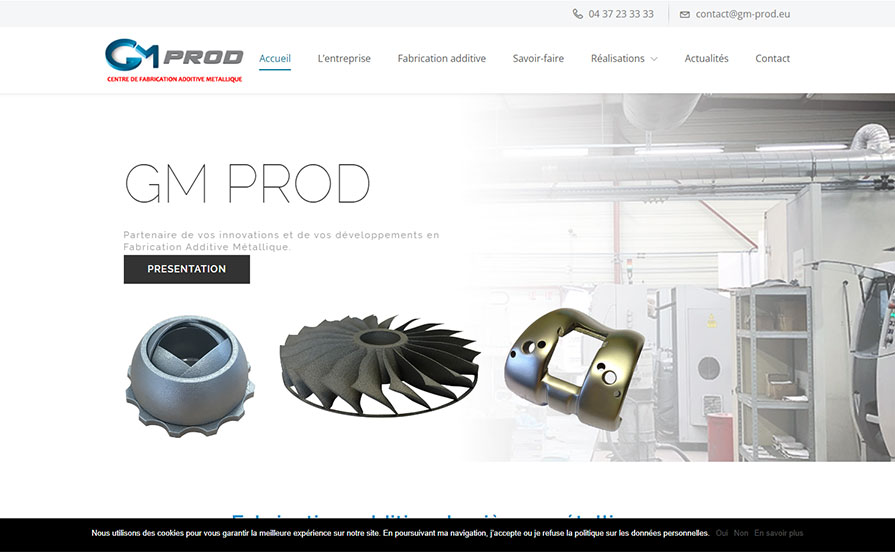 04 37 23 33 33 contact@gm-prod.eu
GM PROD
CENTRE DE FABRICATION ADDITIVE METALLIQUE
Accueil L'entreprise Fabrication additive Savoir-faire Réalisations Actualités Contact
GM PROD
Partenaire de vos innovations et de vos développements en
Fabrication Additive Métallique.
PRESENTATION
Nous utilisons des cookies pour vous garantir la meilleure expérience sur notre site. En poursuivant ma navigation, j'accepte ou je refuse la politique sur les données personnelles. Oui Non En savoir plus